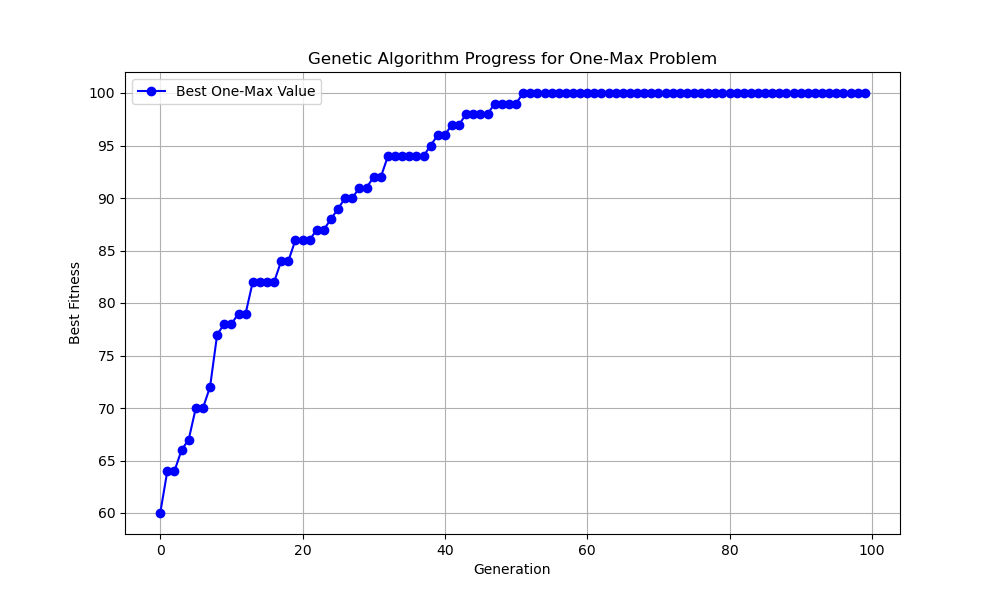 Genetic Algorithm Progress for One-Max Problem
Best One-Max Value
100
95
90
85
80
75
70
65
60
Best Fitness
0 20 40 60 80 100
Generation